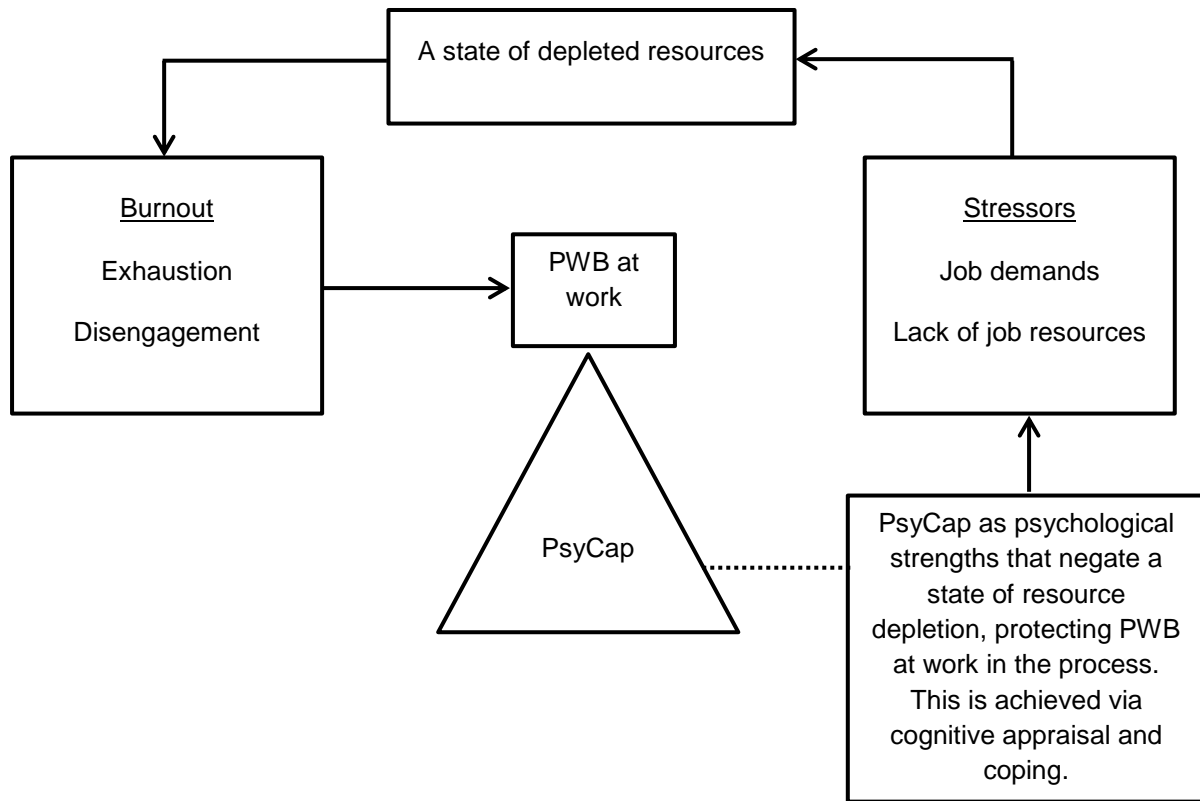 A state of depleted resources
Burnout
Exhaustion
Disengagement
PWB at
work
Stressors
Job demands
Lack of job resources
PsyCap
PsyCap as psychological
strengths that negate a
state of resource
depletion, protecting PWB
at work in the process.
This is achieved via
cognitive appraisal and
coping.